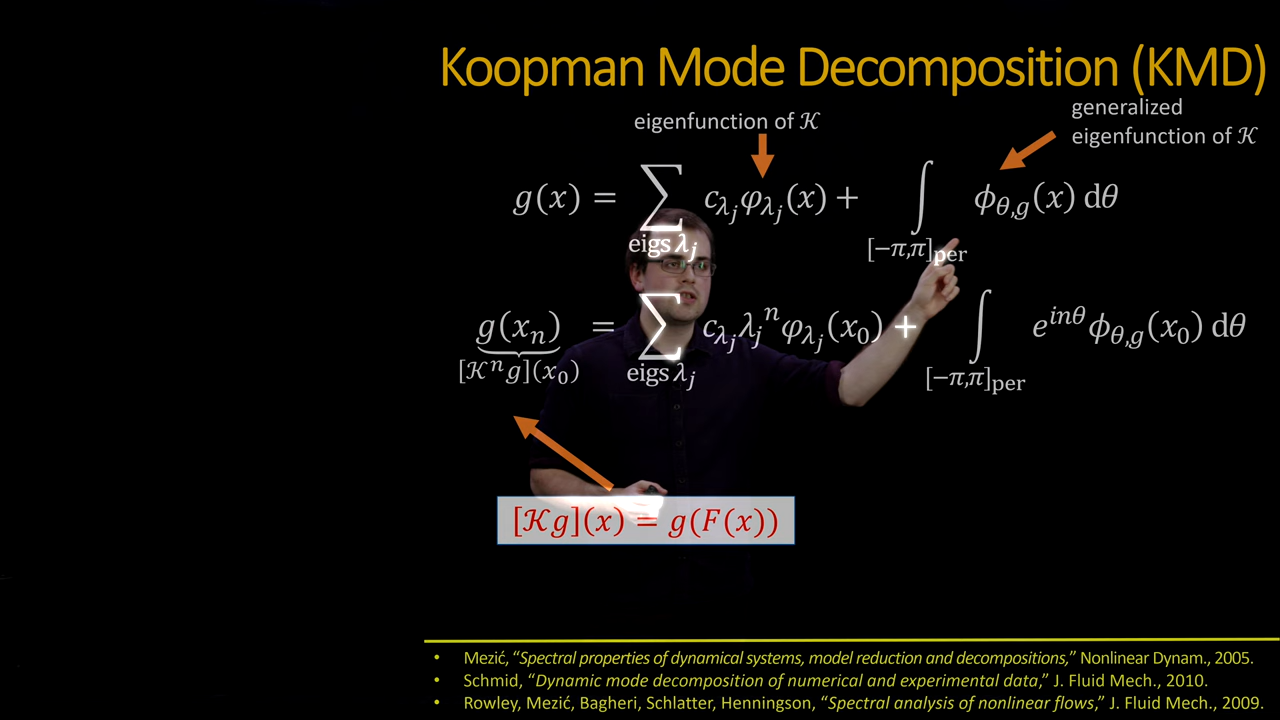 Koopman Mode Decomposition (KMD)
eigenfunction of 𝒦
generalized
eigenfunction of 𝒦
g(x) = ∑ c_{λ_j} φ_{λ_j}(x) + ∫ ϕ_{θ,g}(x) dθ
eigs λ_j
[−π,π]_per
g(x_n) = ∑ c_{λ_j} λ_j^n φ_{λ_j}(x_0) + ∫ e^{inθ} ϕ_{θ,g}(x_0) dθ
[𝒦^n g](x_0)
eigs λ_j
[−π,π]_per
[𝒦g](x) = g(F(x))
• Mezić, “Spectral properties of dynamical systems, model reduction and decompositions,” Nonlinear Dynam., 2005.
• Schmid, “Dynamic mode decomposition of numerical and experimental data,” J. Fluid Mech., 2010.
• Rowley, Mezić, Bagheri, Schlatter, Henningson, “Spectral analysis of nonlinear flows,” J. Fluid Mech., 2009.